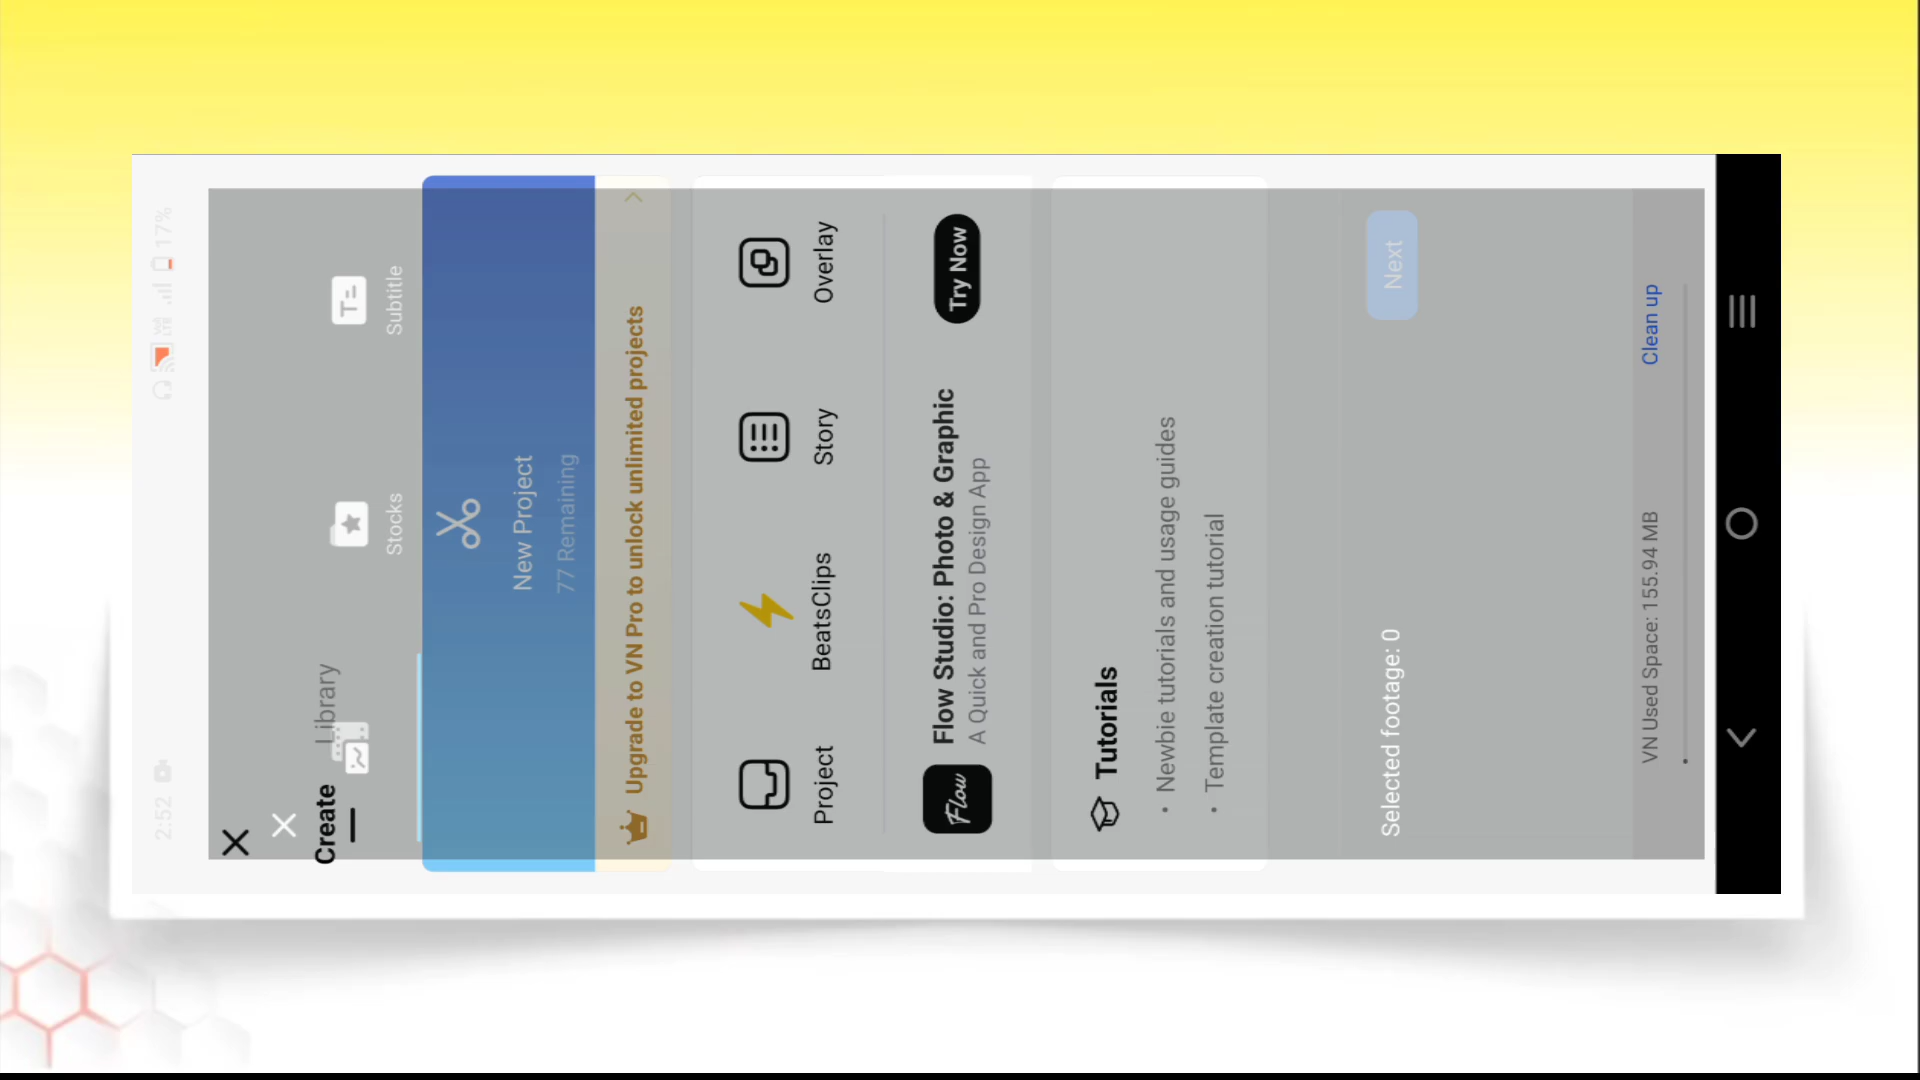 2:52
17%
Library
Stocks
Subtitle
Create
New Project
77 Remaining
Upgrade to VN Pro to unlock unlimited projects
Project
BeatsClips
Story
Overlay
Flow
Flow Studio: Photo & Graphic
A Quick and Pro Design App
Try Now
Tutorials
• Newbie tutorials and usage guides
• Template creation tutorial
Selected footage: 0
Next
VN Used Space: 155.94 MB
Clean up